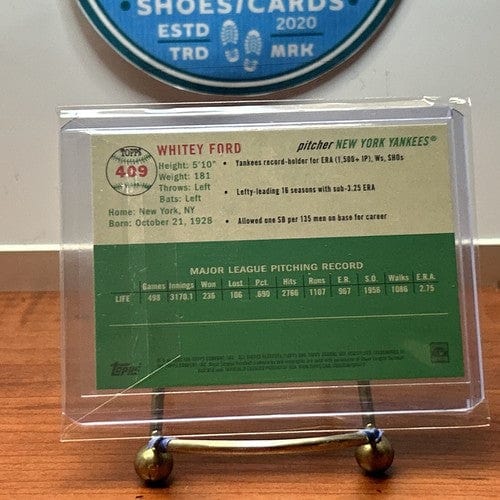 SHOES/CARDS
ESTD 2020
TRD MRK
TOPPS
409
WHITEY FORD
pitcher NEW YORK YANKEES®
Height: 5'10"
Weight: 181
Throws: Left
Bats: Left
Home: New York, NY
Born: October 21, 1928
• Yankees record-holder for ERA (1,500+ IP), Ws, SHOs
• Lefty-leading 16 seasons with sub-3.25 ERA
• Allowed one SB per 135 men on base for career
MAJOR LEAGUE PITCHING RECORD
Games Innings Won Lost Pct. Hits Runs E.R. S.O. Walks E.R.A.
LIFE 498 3170.1 236 106 .690 2766 1107 967 1956 1086 2.75
Topps